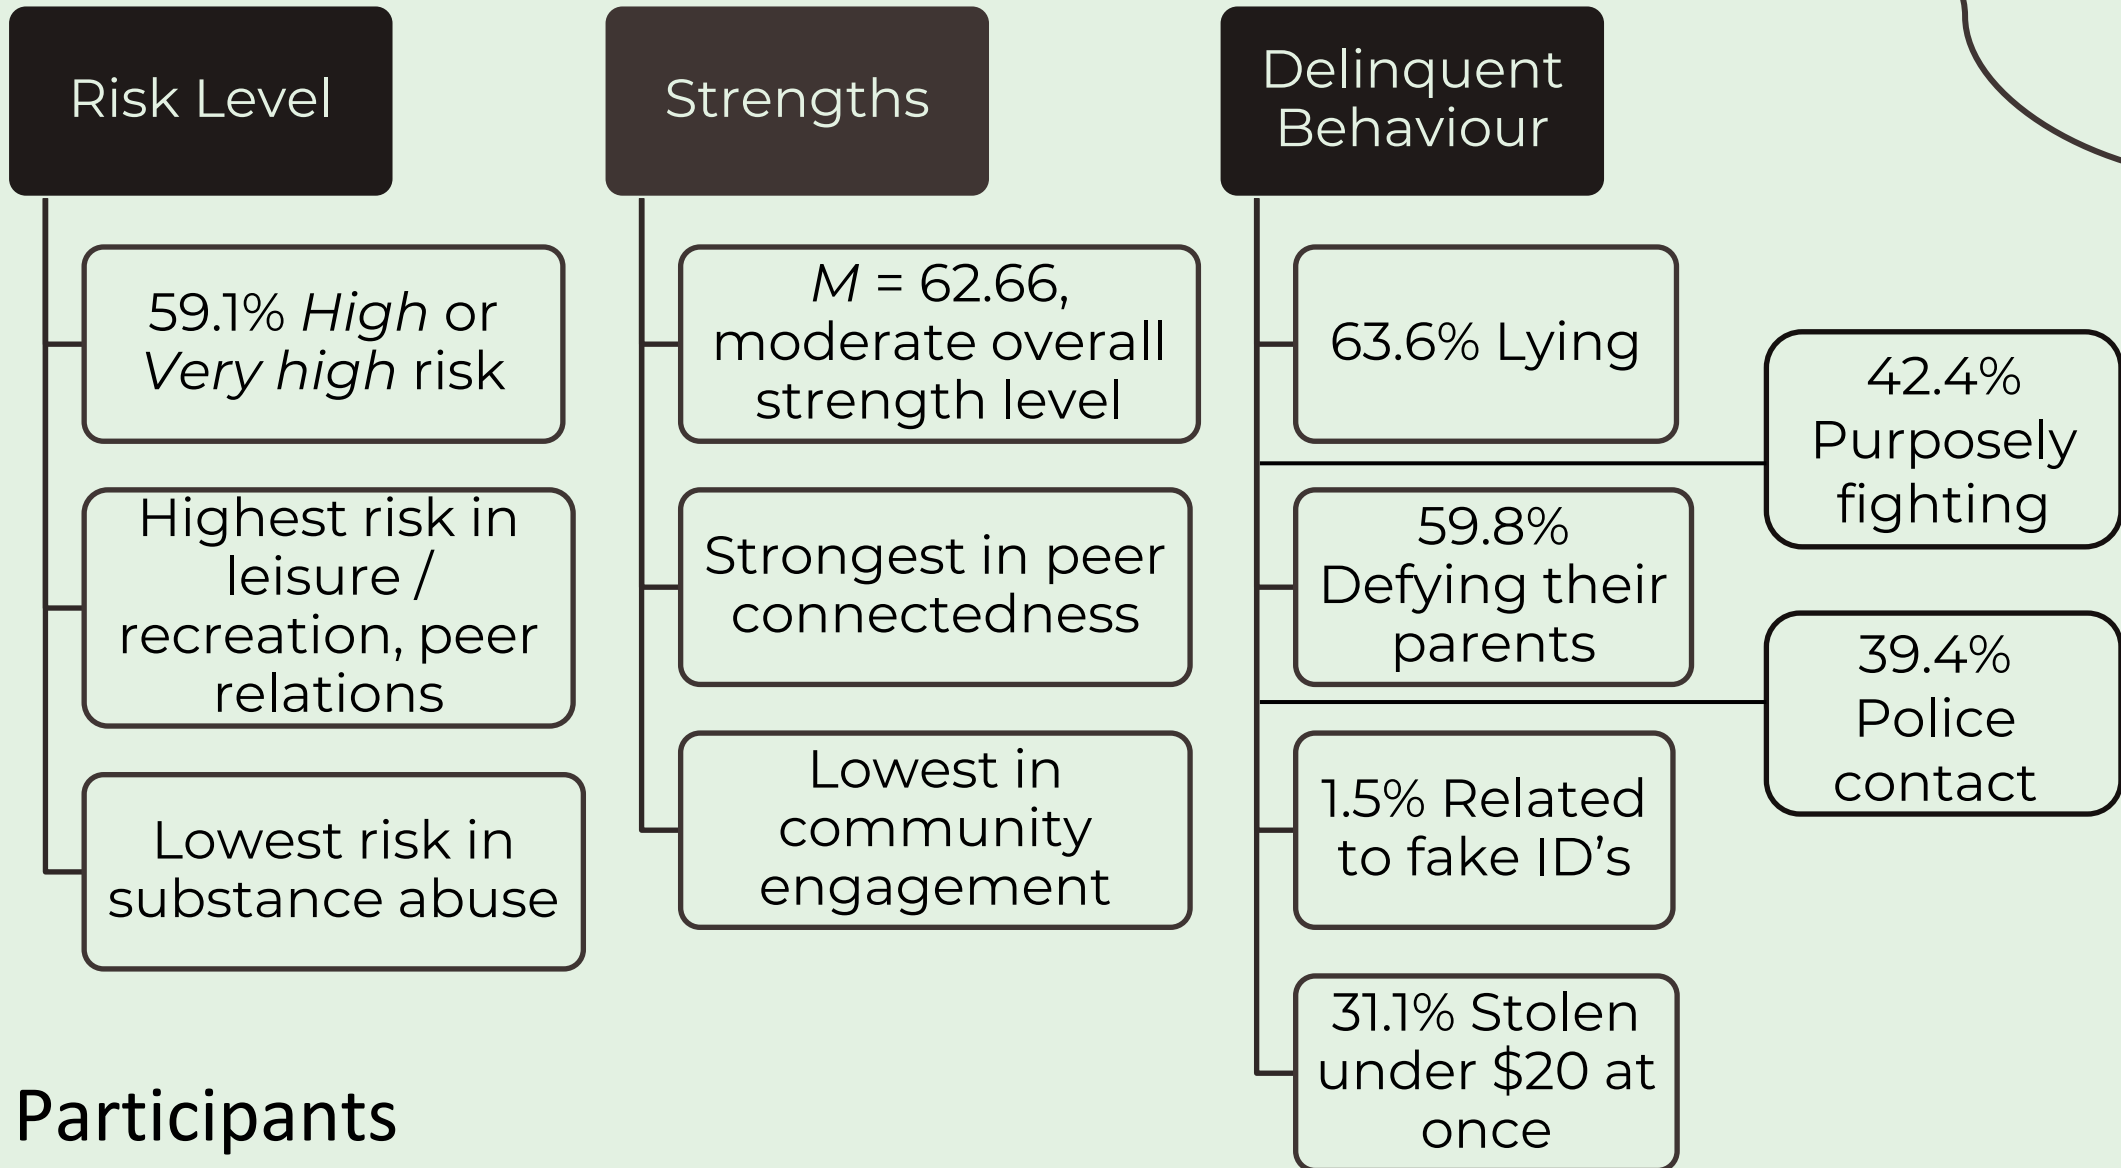 Risk Level
59.1% High or
Very high risk
Highest risk in
leisure /
recreation, peer
relations
Lowest risk in
substance abuse
Strengths
M = 62.66,
moderate overall
strength level
Strongest in peer
connectedness
Lowest in
community
engagement
Delinquent
Behaviour
63.6% Lying
42.4%
Purposely
fighting
59.8%
Defying their
parents
39.4%
Police
contact
1.5% Related
to fake ID’s
31.1% Stolen
under $20 at
once
Participants